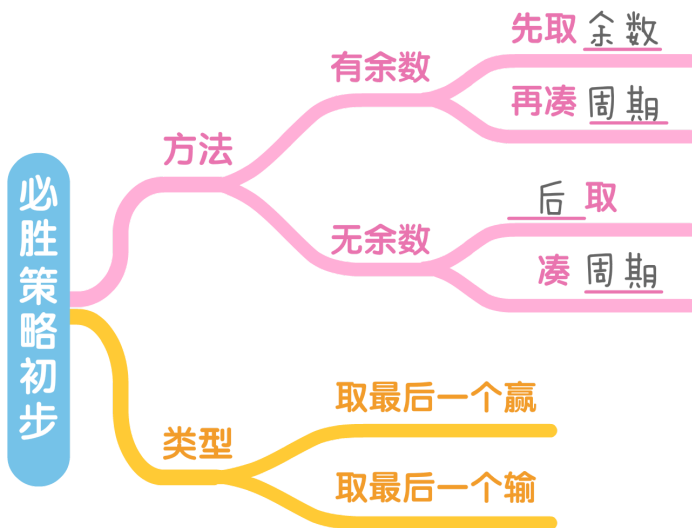 必胜策略初步
方法
有余数
先取 余数
再凑 周期
无余数
后 取
凑 周期
类型
取最后一个赢
取最后一个输